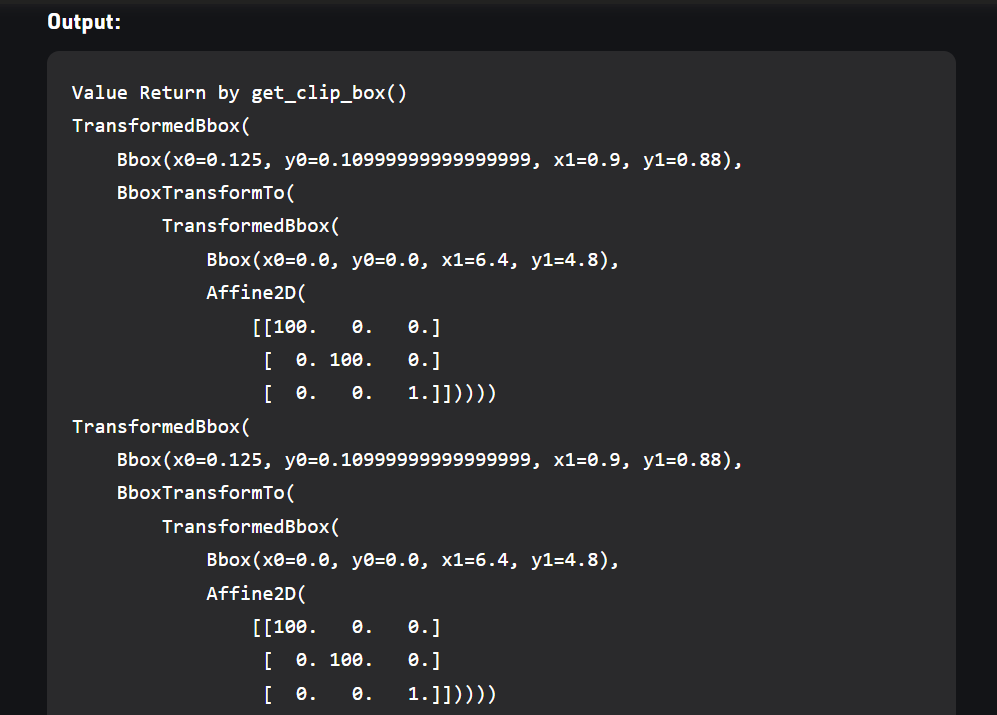 Output:
Value Return by get_clip_box()
TransformedBbox(
    Bbox(x0=0.125, y0=0.10999999999999999, x1=0.9, y1=0.88),
    BboxTransformTo(
        TransformedBbox(
            Bbox(x0=0.0, y0=0.0, x1=6.4, y1=4.8),
            Affine2D(
                [[100.   0.   0.]
                 [  0. 100.   0.]
                 [  0.   0.   1.]]))))
TransformedBbox(
    Bbox(x0=0.125, y0=0.10999999999999999, x1=0.9, y1=0.88),
    BboxTransformTo(
        TransformedBbox(
            Bbox(x0=0.0, y0=0.0, x1=6.4, y1=4.8),
            Affine2D(
                [[100.   0.   0.]
                 [  0. 100.   0.]
                 [  0.   0.   1.]]))))